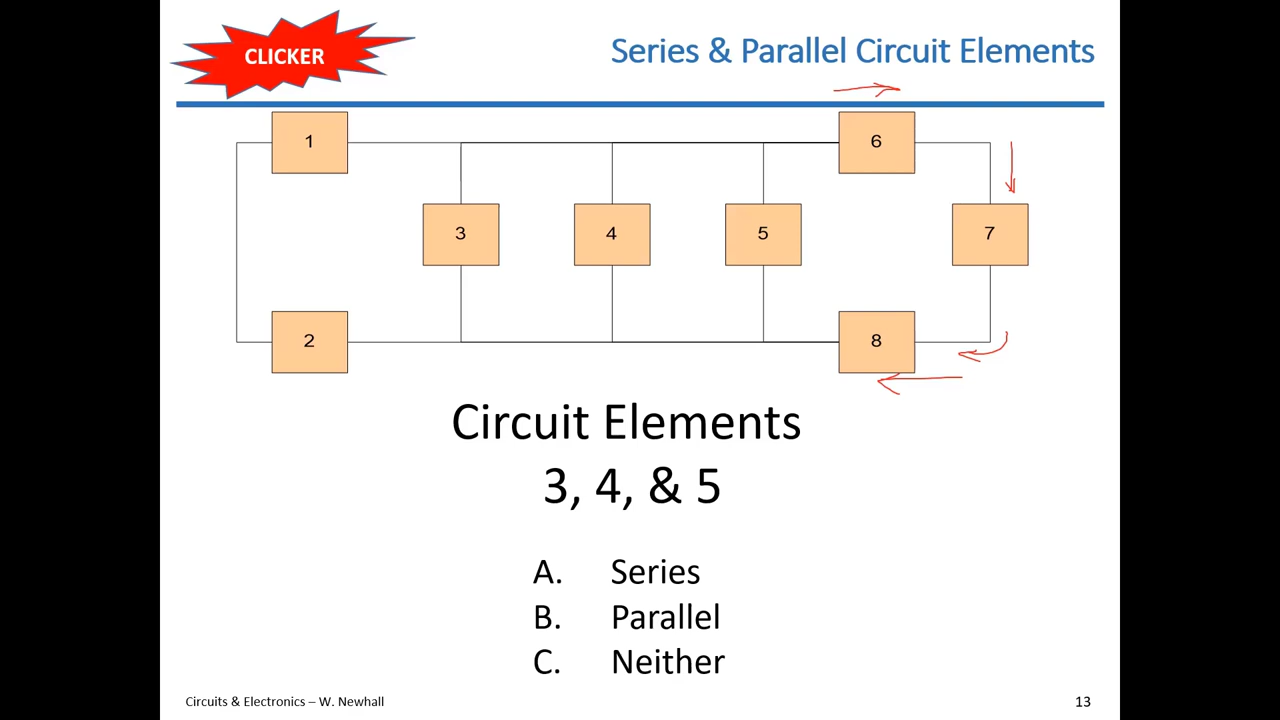 CLICKER
Series & Parallel Circuit Elements
1
6
3
4
5
7
2
8
Circuit Elements
3, 4, & 5
A. Series
B. Parallel
C. Neither
Circuits & Electronics – W. Newhall
13